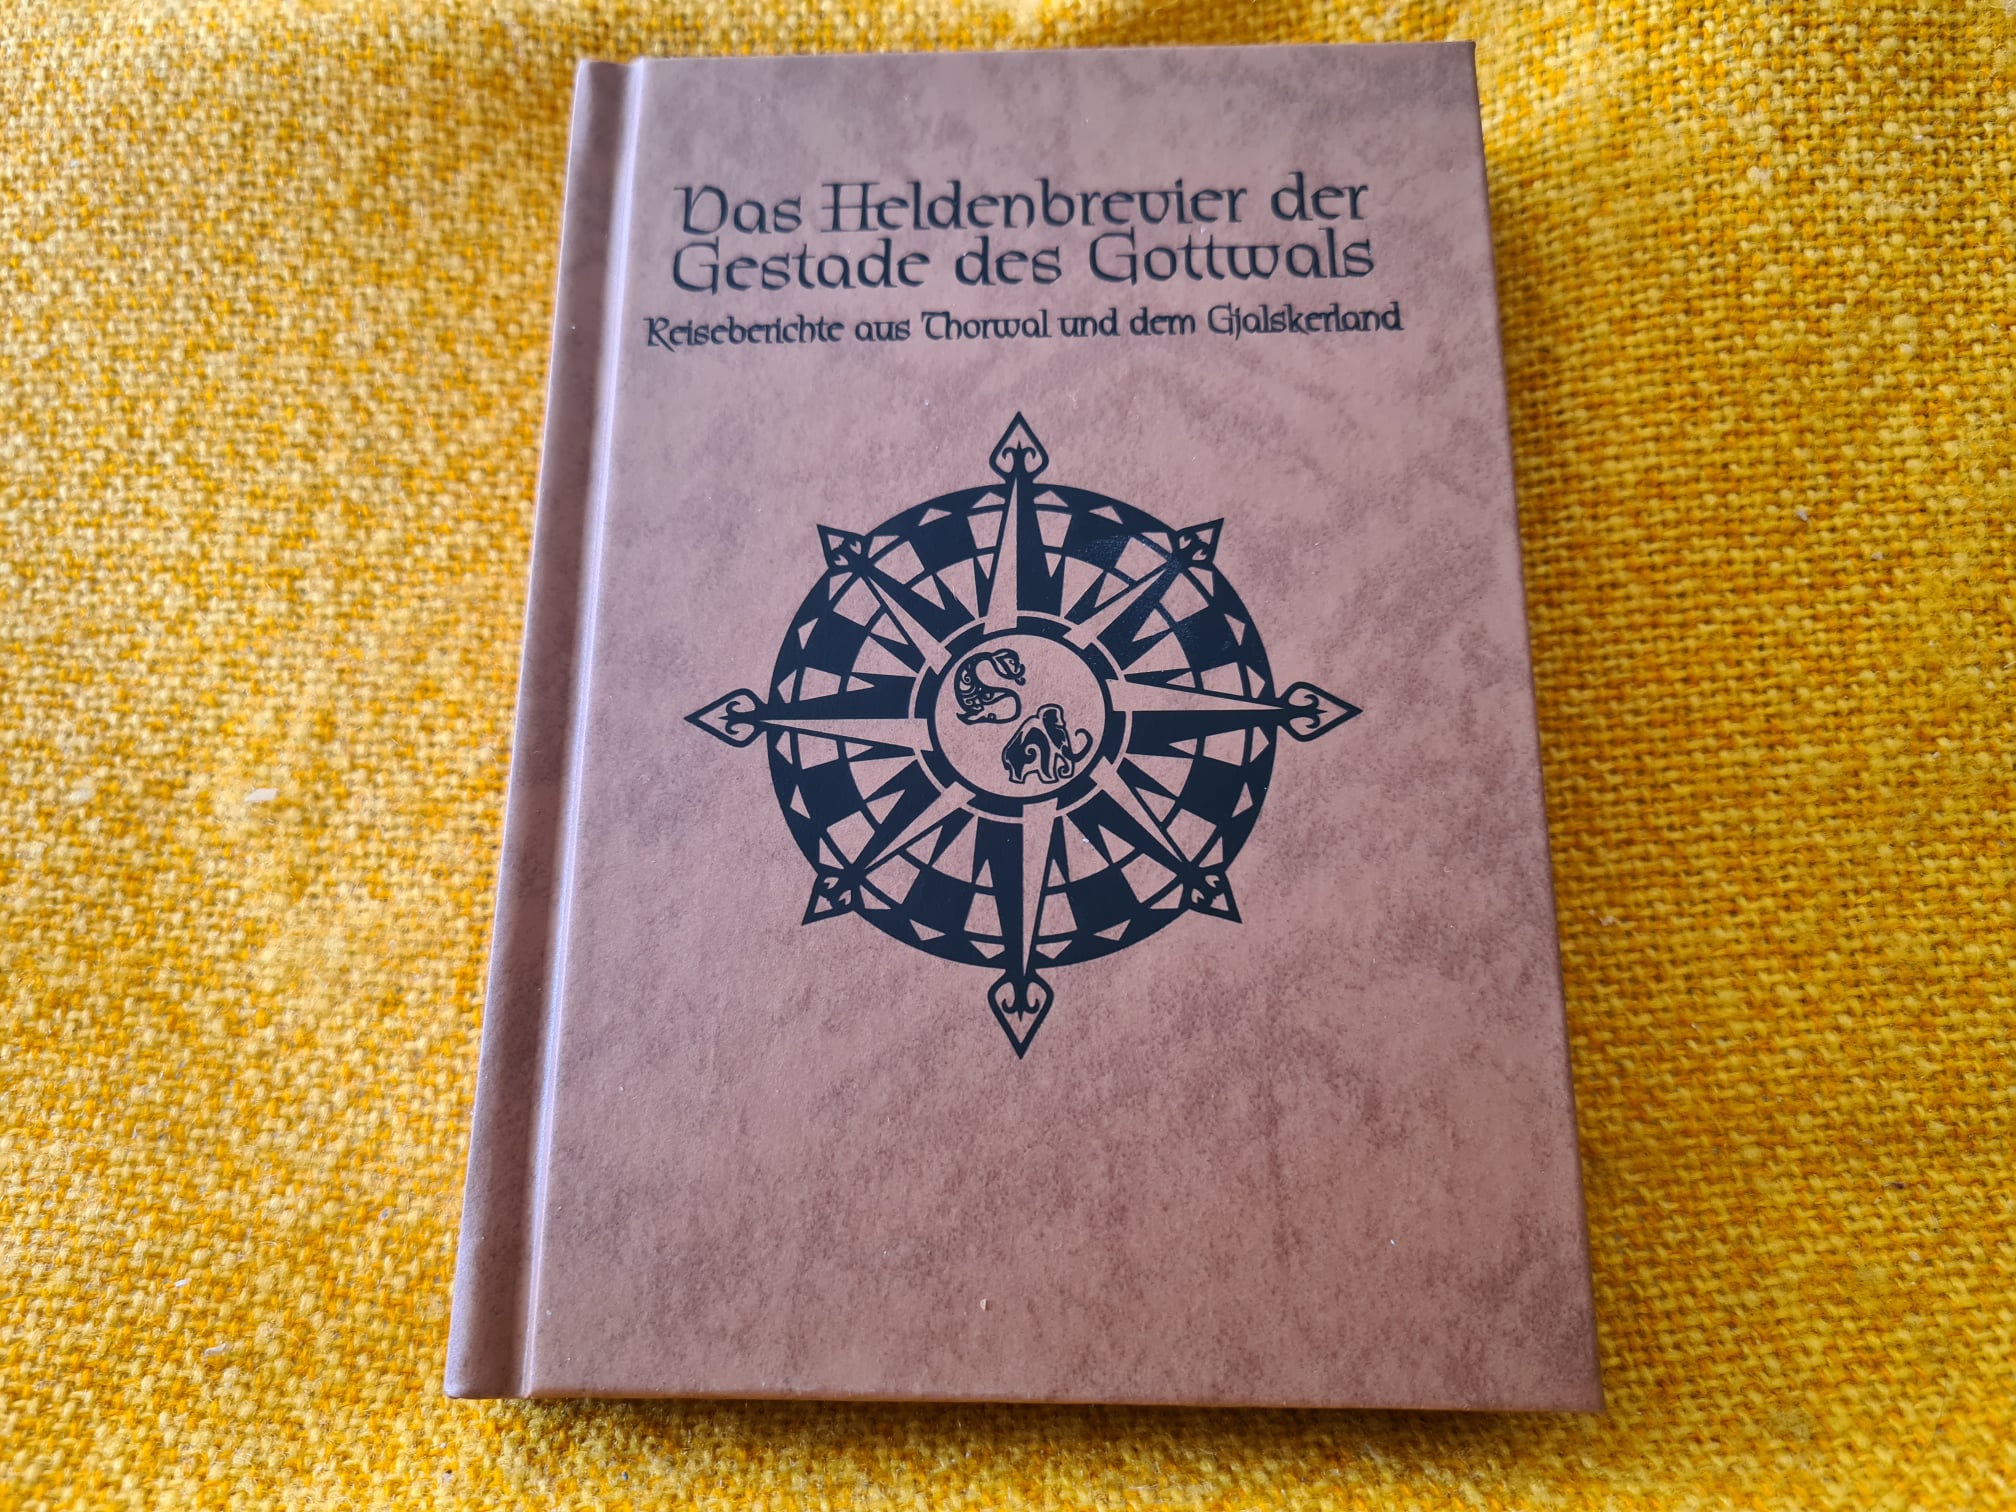 Das Heldenbrevier der
Gestade des Gottwals
Reiseberichte aus Thorwal und dem Gjalskerland